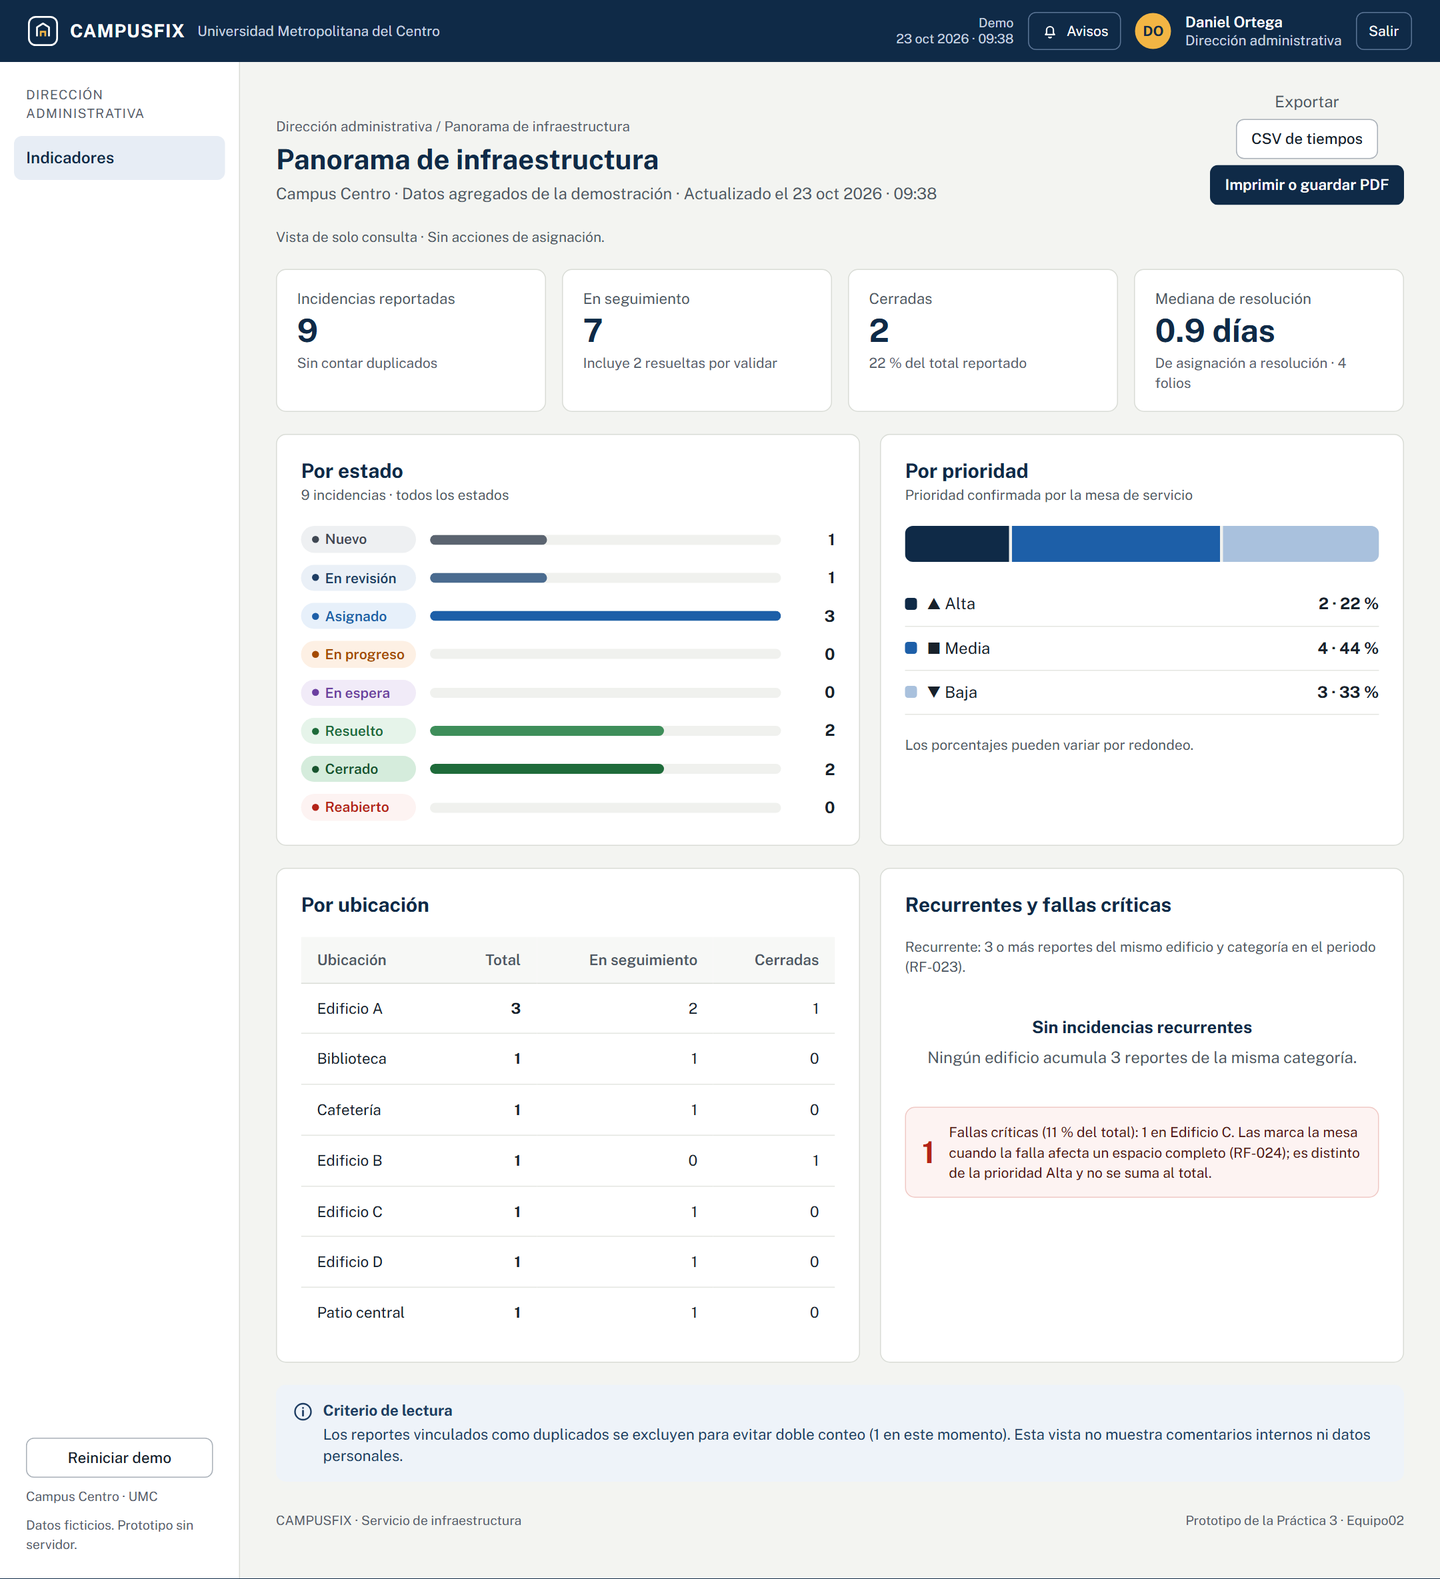 CAMPUSFIX Universidad Metropolitana del Centro
Demo
23 oct 2026 · 09:38
Avisos
DO
Daniel Ortega
Dirección administrativa
Salir
DIRECCIÓN
ADMINISTRATIVA
Indicadores
Dirección administrativa / Panorama de infraestructura
Panorama de infraestructura
Campus Centro · Datos agregados de la demostración · Actualizado el 23 oct 2026 · 09:38
Exportar
CSV de tiempos
Imprimir o guardar PDF
Vista de solo consulta · Sin acciones de asignación.
Incidencias reportadas
9
Sin contar duplicados
En seguimiento
7
Incluye 2 resueltas por validar
Cerradas
2
22 % del total reportado
Mediana de resolución
0.9 días
De asignación a resolución · 4
folios
Por estado
9 incidencias · todos los estados
Nuevo 1
En revisión 1
Asignado 3
En progreso 0
En espera 0
Resuelto 2
Cerrado 2
Reabierto 0
Por prioridad
Prioridad confirmada por la mesa de servicio
▲ Alta 2 · 22 %
■ Media 4 · 44 %
▼ Baja 3 · 33 %
Los porcentajes pueden variar por redondeo.
Por ubicación
Ubicación Total En seguimiento Cerradas
Edificio A 3 2 1
Biblioteca 1 1 0
Cafetería 1 1 0
Edificio B 1 0 1
Edificio C 1 1 0
Edificio D 1 1 0
Patio central 1 1 0
Recurrentes y fallas críticas
Recurrente: 3 o más reportes del mismo edificio y categoría en el periodo
(RF-023).
Sin incidencias recurrentes
Ningún edificio acumula 3 reportes de la misma categoría.
1
Fallas críticas (11 % del total): 1 en Edificio C. Las marca la mesa
cuando la falla afecta un espacio completo (RF-024); es distinto
de la prioridad Alta y no se suma al total.
Criterio de lectura
Los reportes vinculados como duplicados se excluyen para evitar doble conteo (1 en este momento). Esta vista no muestra comentarios internos ni datos
personales.
Reiniciar demo
Campus Centro · UMC
Datos ficticios. Prototipo sin
servidor.
CAMPUSFIX · Servicio de infraestructura
Prototipo de la Práctica 3 · Equipo02